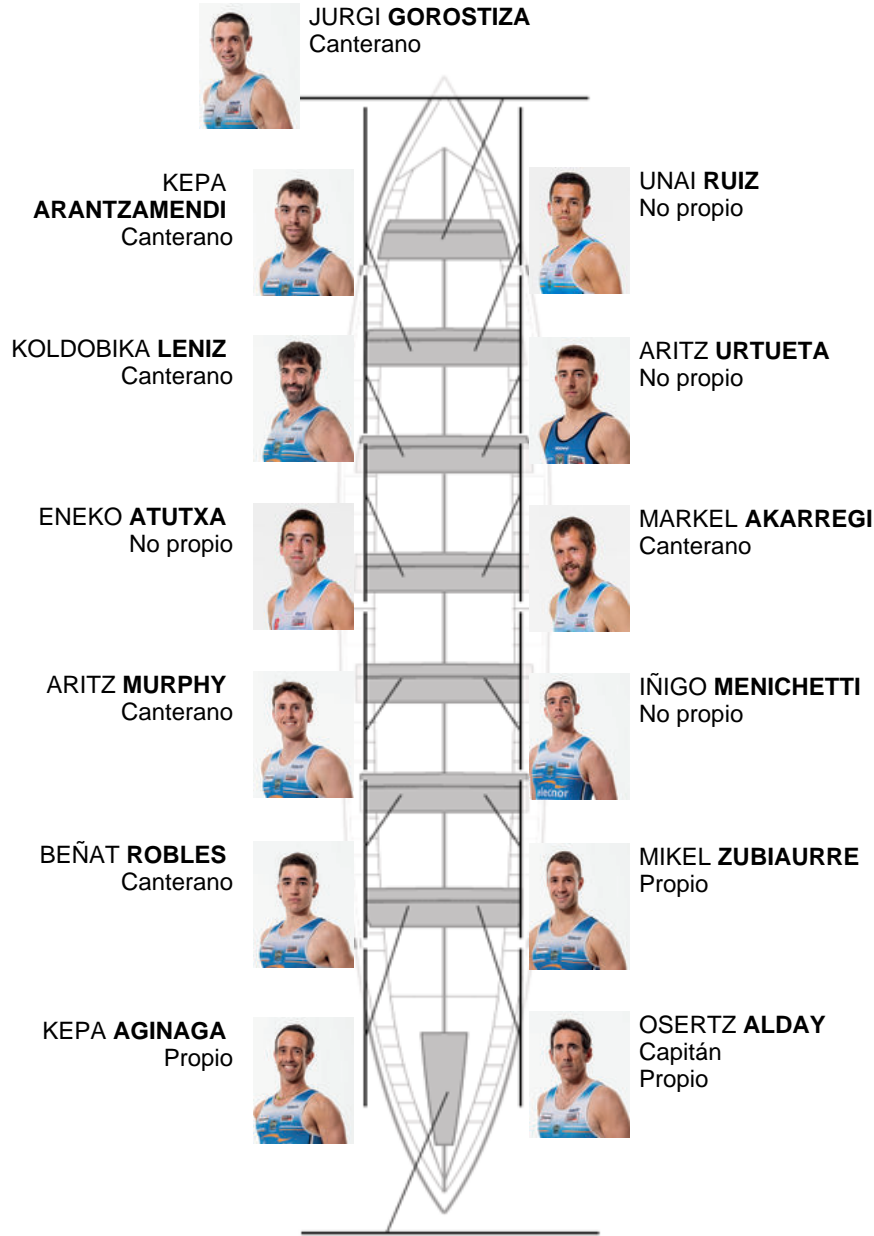 JURGI GOROSTIZA
Canterano
KEPA
ARANTZAMENDI
Canterano
UNAI RUIZ
No propio
KOLDOBIKA LENIZ
Canterano
ARITZ URTUETA
No propio
ENEKO ATUTXA
No propio
MARKEL AKARREGI
Canterano
ARITZ MURPHY
Canterano
IÑIGO MENICHETTI
No propio
elecnor
BEÑAT ROBLES
Canterano
MIKEL ZUBIAURRE
Propio
KEPA AGINAGA
Propio
OSERTZ ALDAY
Capitán
Propio